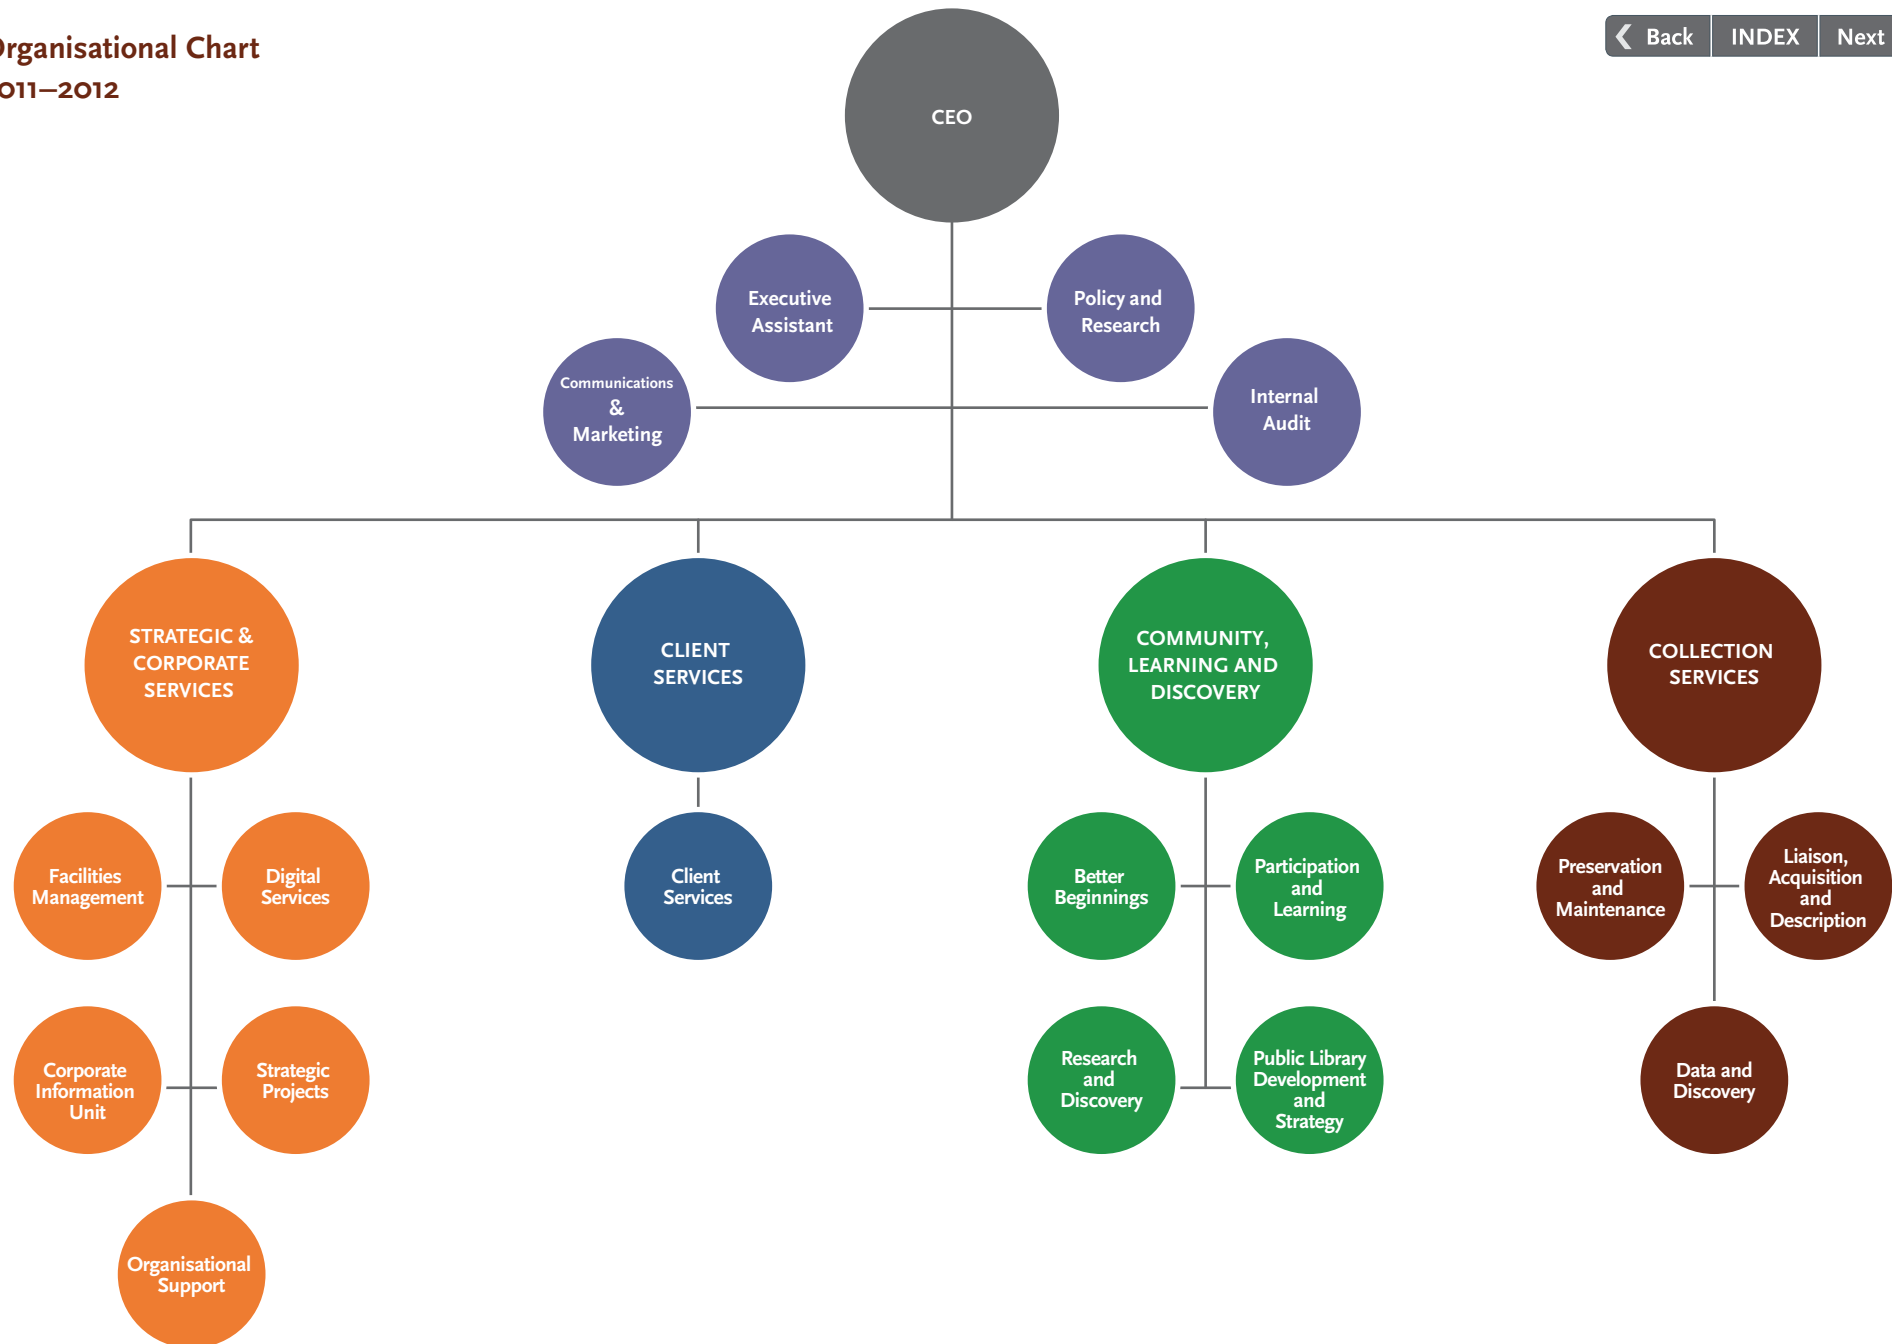 Organisational Chart
2011—2012
Back INDEX Next
CEO
Executive
Assistant
Policy and
Research
Communications
&
Marketing
Internal
Audit
STRATEGIC &
CORPORATE
SERVICES
CLIENT
SERVICES
COMMUNITY,
LEARNING AND
DISCOVERY
COLLECTION
SERVICES
Facilities
Management
Digital
Services
Client
Services
Better
Beginnings
Participation
and
Learning
Preservation
and
Maintenance
Liaison,
Acquisition
and
Description
Corporate
Information
Unit
Strategic
Projects
Research
and
Discovery
Public Library
Development
and
Strategy
Data and
Discovery
Organisational
Support